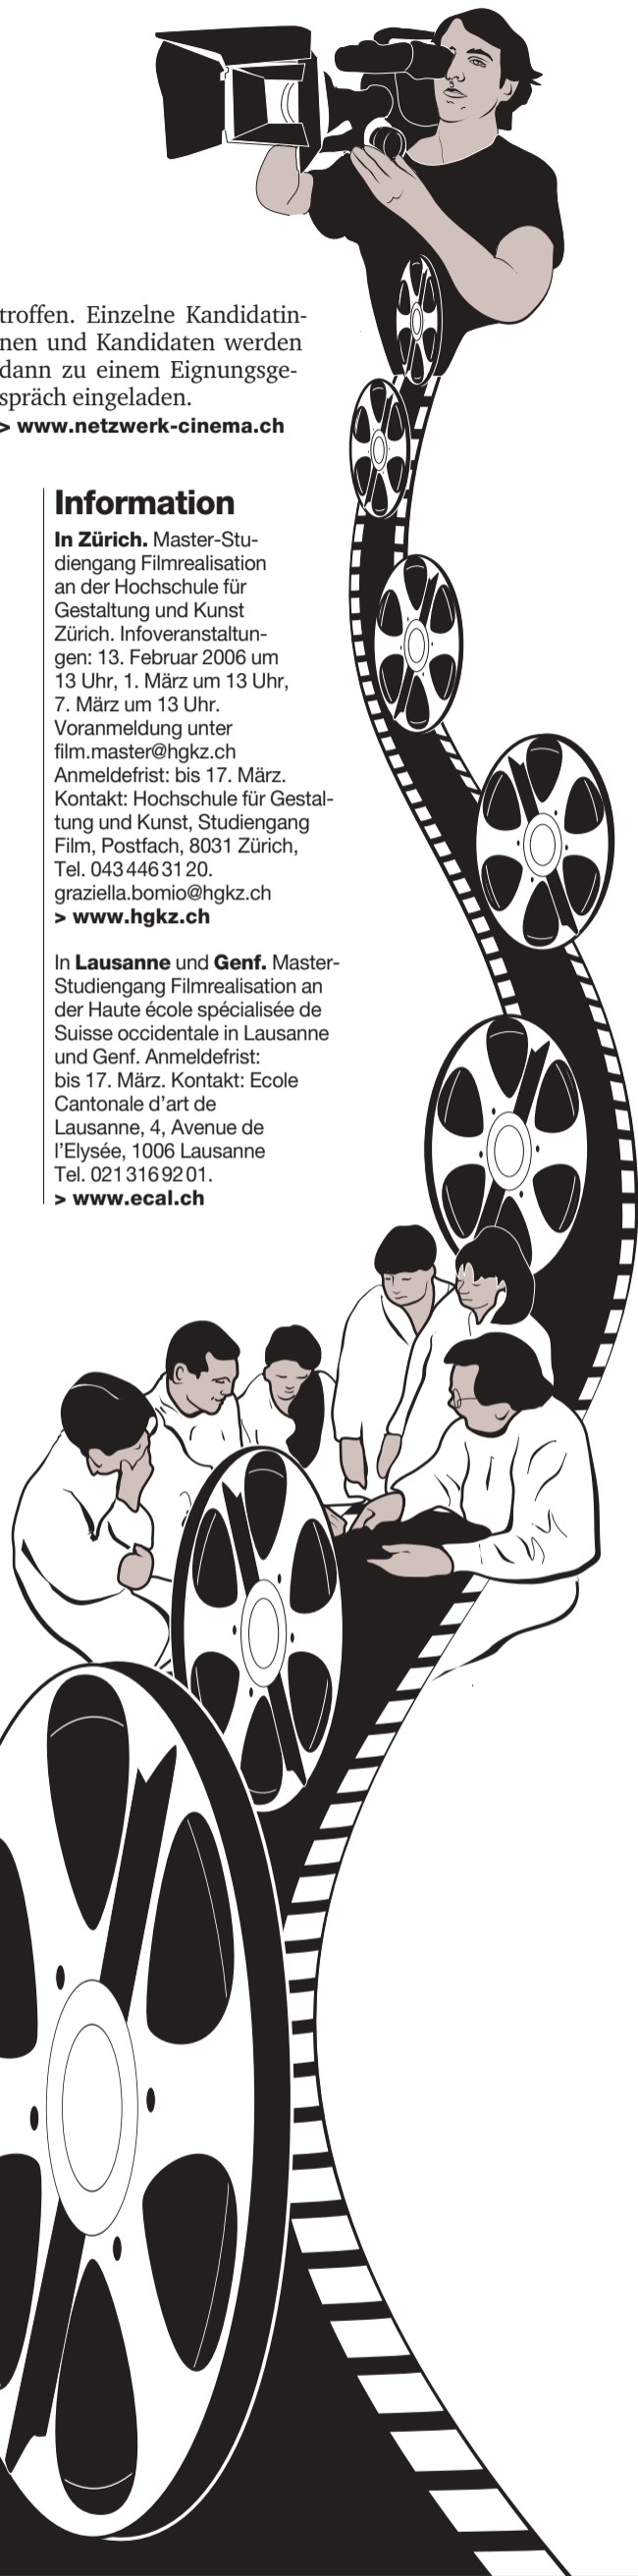 troffen. Einzelne Kandidatin-
nen und Kandidaten werden
dann zu einem Eignungsge-
spräch eingeladen.
> www.netzwerk-cinema.ch
Information
In Zürich. Master-Stu-
diengang Filmrealisation
an der Hochschule für
Gestaltung und Kunst
Zürich. Infoveranstaltun-
gen: 13. Februar 2006 um
13 Uhr, 1. März um 13 Uhr,
7. März um 13 Uhr.
Voranmeldung unter
film.master@hgkz.ch
Anmeldefrist: bis 17. März.
Kontakt: Hochschule für Gestal-
tung und Kunst, Studiengang
Film, Postfach, 8031 Zürich,
Tel. 043 446 31 20.
graziella.bomio@hgkz.ch
> www.hgkz.ch
In Lausanne und Genf. Master-
Studiengang Filmrealisation an
der Haute école spécialisée de
Suisse occidentale in Lausanne
und Genf. Anmeldefrist:
bis 17. März. Kontakt: Ecole
Cantonale d'art de
Lausanne, 4, Avenue de
l'Elysée, 1006 Lausanne
Tel. 021 316 92 01.
> www.ecal.ch